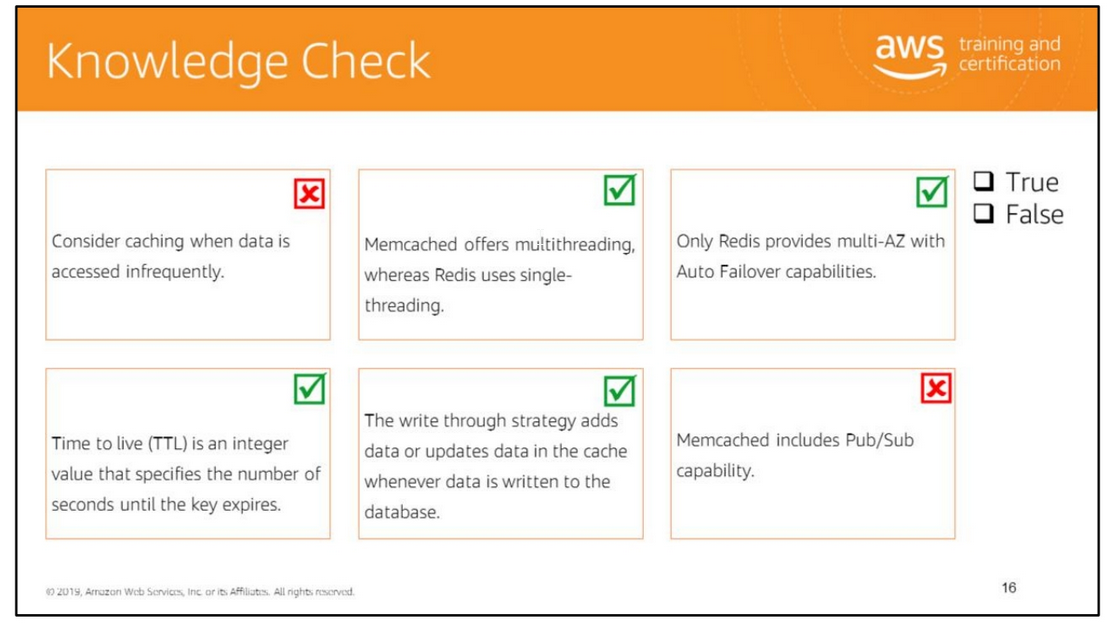 Knowledge Check
aws training and
certification
Consider caching when data is
accessed infrequently.
Memcached offers multithreading,
whereas Redis uses single-
threading.
Only Redis provides multi-AZ with
Auto Failover capabilities.
True
False
Time to live (TTL) is an integer
value that specifies the number of
seconds until the key expires.
The write through strategy adds
data or updates data in the cache
whenever data is written to the
database.
Memcached includes Pub/Sub
capability.
© 2019, Amazon Web Services, Inc. or its Affiliates. All rights reserved.
16